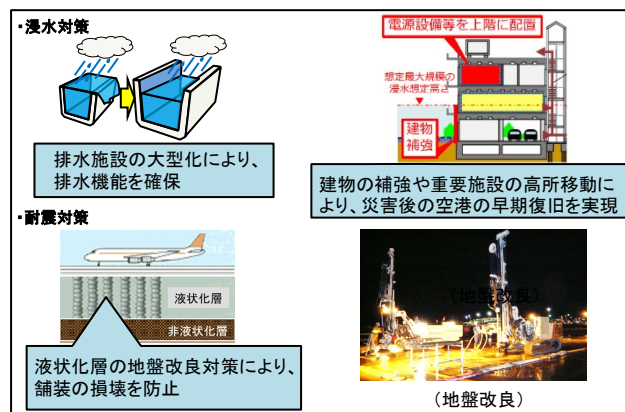 ・浸水対策
排水施設の大型化により、
排水機能を確保
電源設備等を上階に配置
想定最大規模の
浸水想定高さ
建物
補強
建物の補強や重要施設の高所移動に
より、災害後の空港の早期復旧を実現
・耐震対策
液状化層
非液状化層
液状化層の地盤改良対策により、
舗装の損壊を防止
（地盤改良）
（地盤改良）